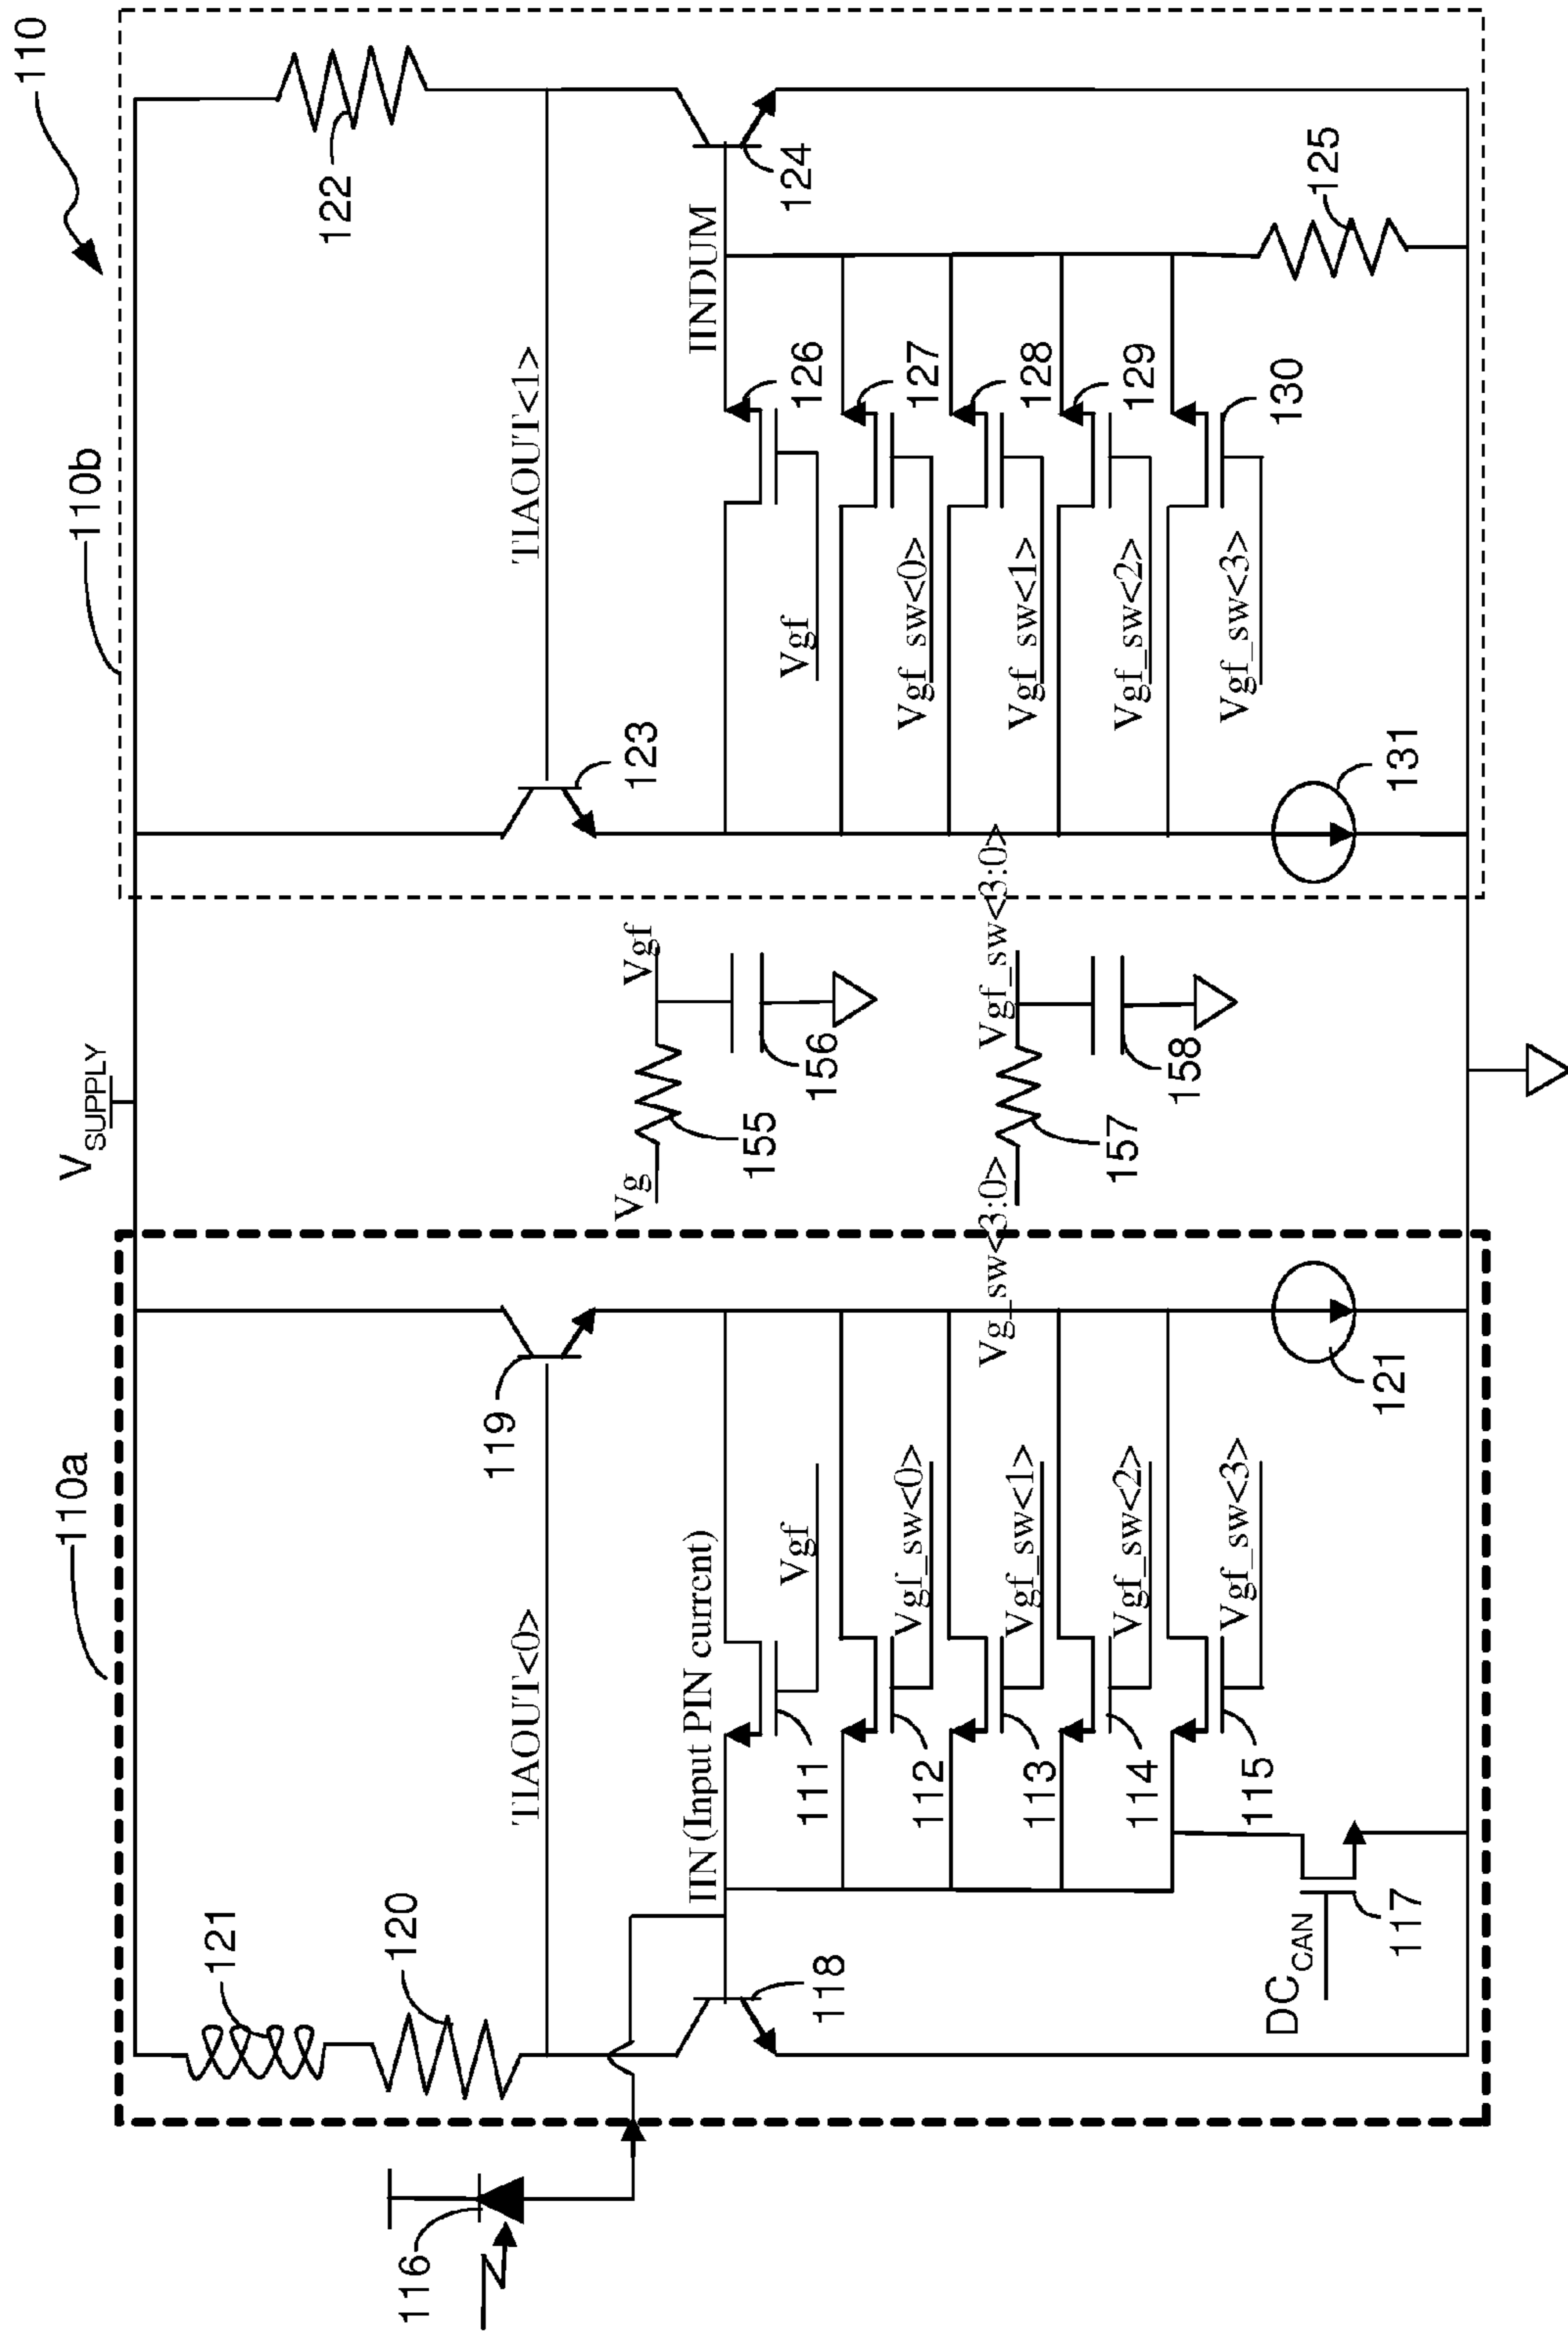 110
110a
110b
V_SUPPLY
121
120
122
TIAOUT<0>
119
TIAOUT<1>
123
116
118
IIN (Input PIN current)
IINDUM
124
111
Vgf
112
Vgf_sw<0>
113
Vgf_sw<1>
114
Vgf_sw<2>
115
Vgf_sw<3>
DC_CAN
117
121
Vg
155
Vgf
156
Vg_sw<3:0>
157
Vgf_sw<3:0>
158
Vgf
126
Vgf_sw<0>
127
Vgf_sw<1>
128
Vgf_sw<2>
129
Vgf_sw<3>
130
125
131